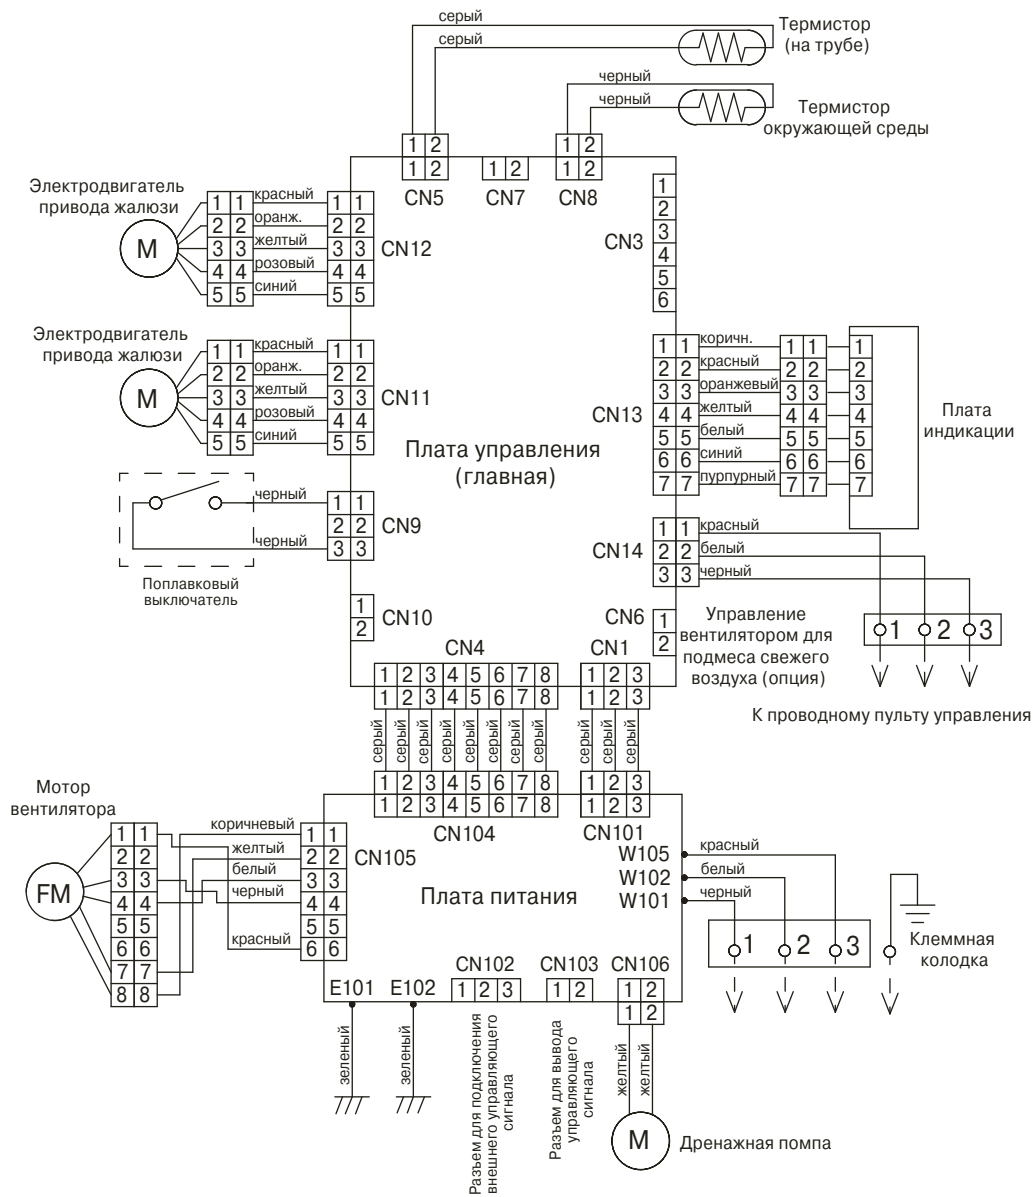 серый
серый
Термистор
(на трубе)
черный
черный
Термистор
окружающей среды
1 2
1 2
CN5
1 2
CN7
1 2
1 2
CN8
1
2
3
4
5
6
CN3
Электродвигатель
привода жалюзи
M
1 1 красный 1 1
2 2 оранж. 2 2
3 3 желтый 3 3
4 4 розовый 4 4
5 5 синий 5 5
CN12
Электродвигатель
привода жалюзи
M
1 1 красный 1 1
2 2 оранж. 2 2
3 3 желтый 3 3
4 4 розовый 4 4
5 5 синий 5 5
CN11
Плата управления
(главная)
CN13
1 1 коричн. 1 1 1
2 2 красный 2 2 2
3 3 оранжевый 3 3 3
4 4 желтый 4 4 4
5 5 белый 5 5 5
6 6 синий 6 6 6
7 7 пурпурный 7 7 7
Плата
индикации
черный 1 1
2 2
черный 3 3
CN9
Поплавковый
выключатель
CN14
1 1 красный
2 2 белый
3 3 черный
1 2 3
К проводному пульту управления
1
2
CN10
CN6
1
2
Управление
вентилятором для
подмеса свежего
воздуха (опция)
CN4
1 2 3 4 5 6 7 8
1 2 3 4 5 6 7 8
серый серый серый серый серый серый серый серый
1 2 3 4 5 6 7 8
1 2 3 4 5 6 7 8
CN104
CN1
1 2 3
1 2 3
серый серый серый
1 2 3
1 2 3
CN101
Мотор
вентилятора
FM
1 1
2 2
3 3
4 4
5 5
6 6
7 7
8 8
коричневый 1 1
желтый 2 2
белый 3 3
черный 4 4
5 5
красный 6 6
CN105
Плата питания
W105 красный
W102 белый
W101 черный
1 2 3
Клеммная
колодка
E101
зеленый
E102
зеленый
CN102
1 2 3
Разъем для подключения
внешнего управляющего
сигнала
CN103
1 2
Разъем для вывода
управляющего
сигнала
CN106
1 2
1 2
желтый
желтый
M
Дренажная помпа